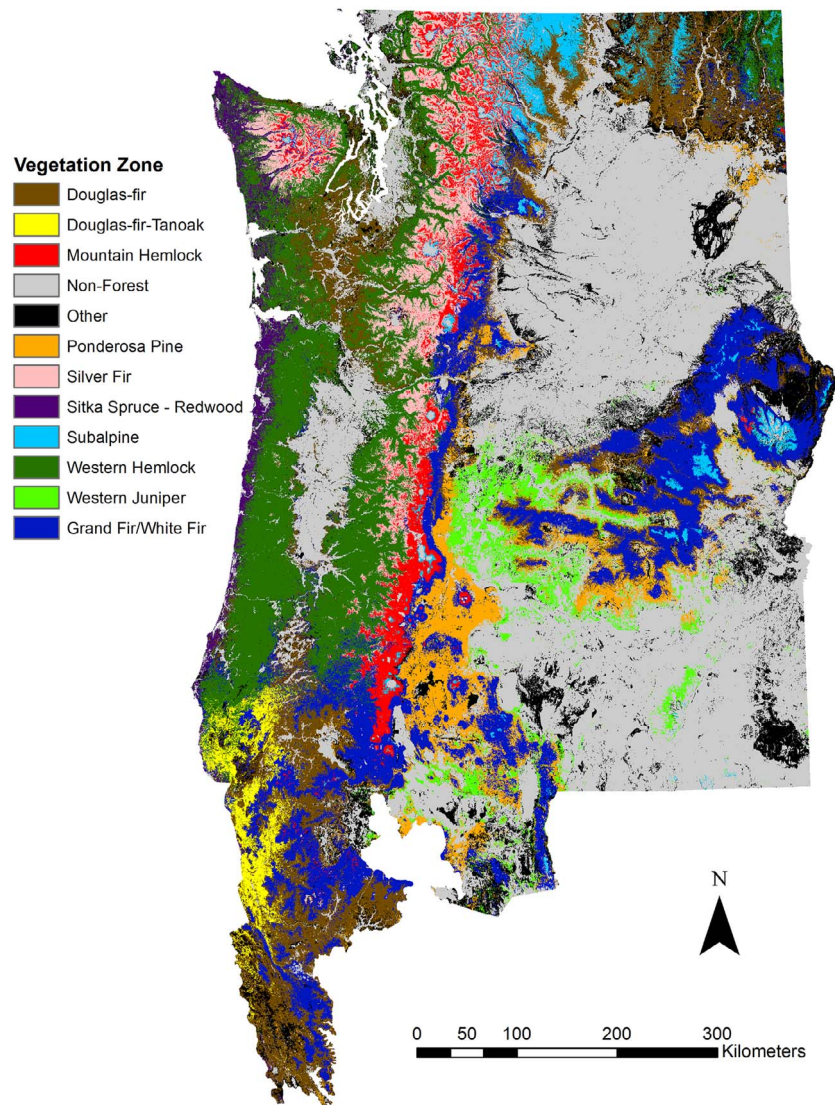 Vegetation Zone
Douglas-fir
Douglas-fir-Tanoak
Mountain Hemlock
Non-Forest
Other
Ponderosa Pine
Silver Fir
Sitka Spruce - Redwood
Subalpine
Western Hemlock
Western Juniper
Grand Fir/White Fir
N
0 50 100 200 300
Kilometers